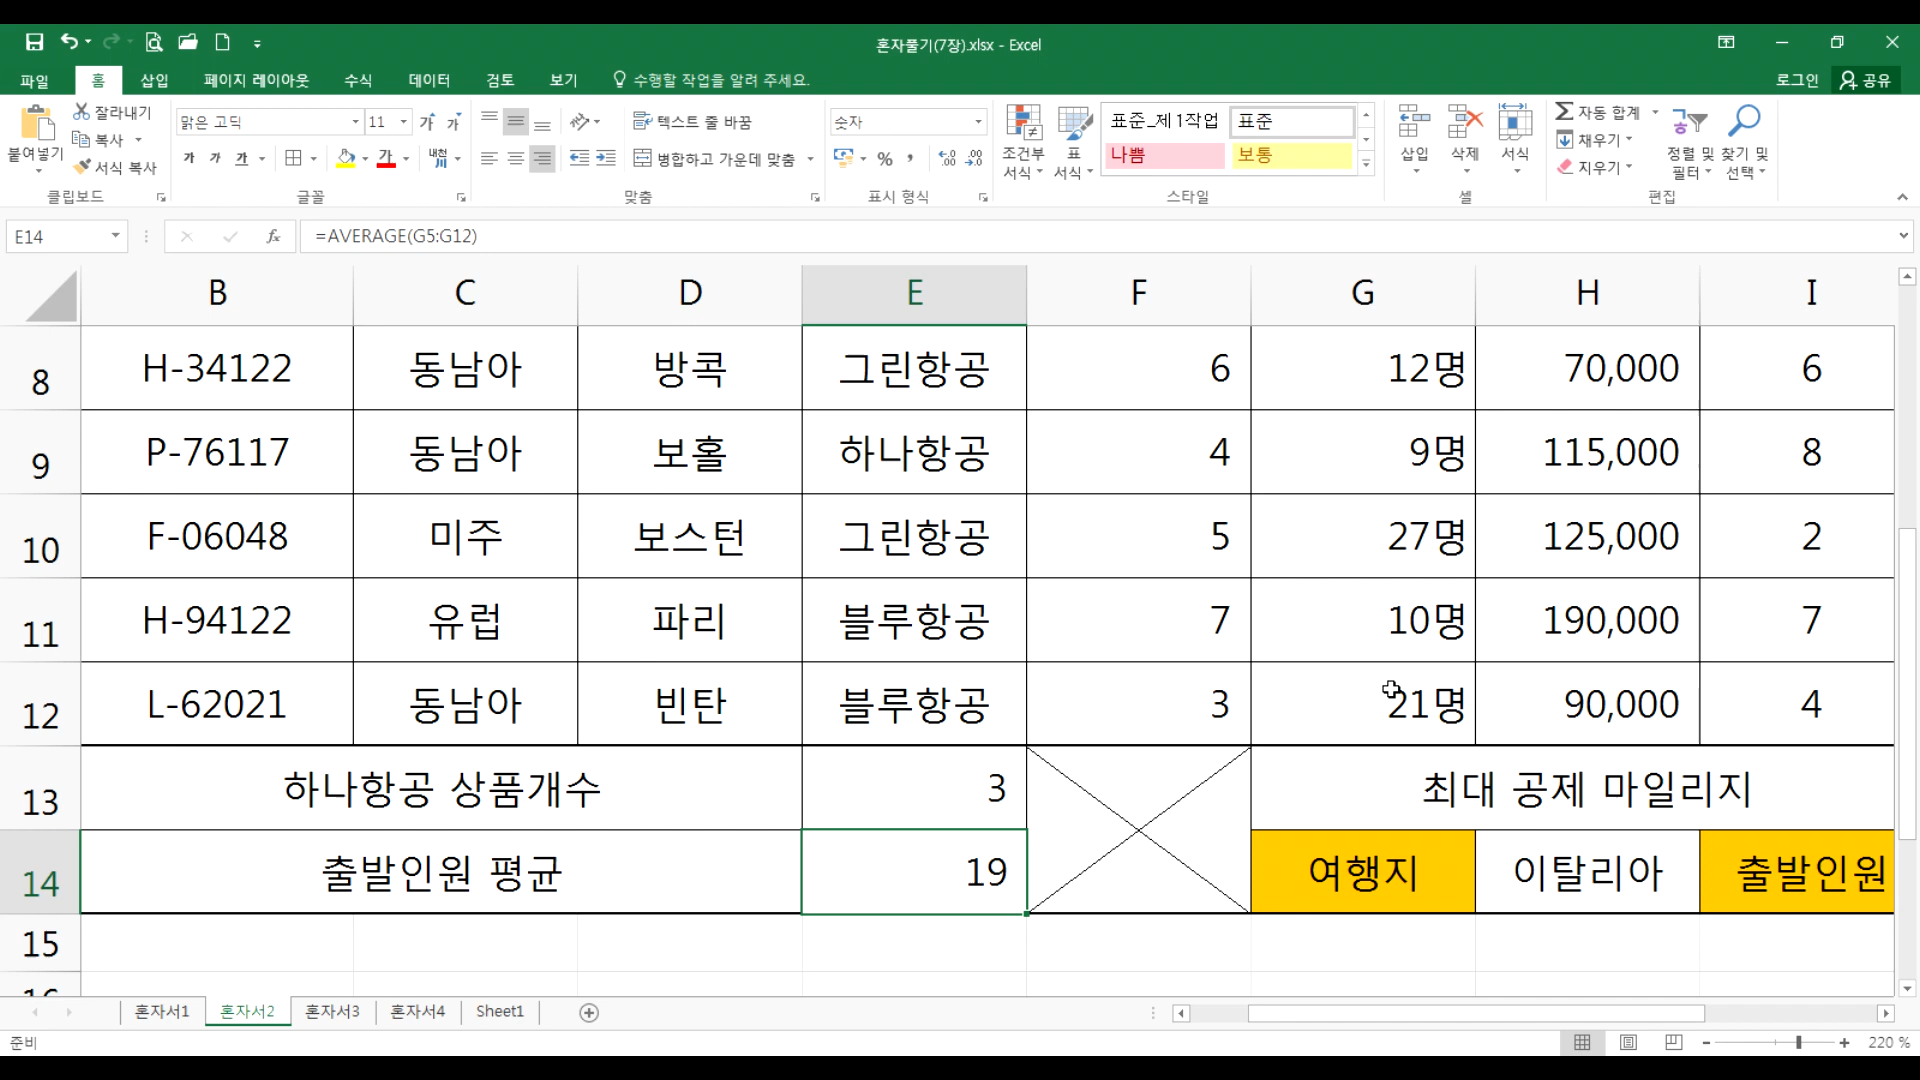 혼자풀기(7장).xlsx - Excel
파일 홈 삽입 페이지 레이아웃 수식 데이터 검토 보기 수행할 작업을 알려 주세요. 로그인 공유
붙여넣기 잘라내기 복사 서식 복사 클립보드
맑은 고딕 11 가 가 가 가 가 가 내천 글꼴
텍스트 줄 바꿈 병합하고 가운데 맞춤 맞춤
숫자 % 표시 형식
조건부 서식 표 서식 표준_제1작업 표준 나쁨 보통 스타일
삽입 삭제 서식 셀
자동 합계 채우기 지우기 정렬 및 필터 찾기 및 선택 편집
E14 fx =AVERAGE(G5:G12)
B C D E F G H I
8 H-34122 동남아 방콕 그린항공 6 12명 70,000 6
9 P-76117 동남아 보홀 하나항공 4 9명 115,000 8
10 F-06048 미주 보스턴 그린항공 5 27명 125,000 2
11 H-94122 유럽 파리 블루항공 7 10명 190,000 7
12 L-62021 동남아 빈탄 블루항공 3 21명 90,000 4
13 하나항공 상품개수 3 최대 공제 마일리지
14 출발인원 평균 19 여행지 이탈리아 출발인원
15
혼자서1 혼자서2 혼자서3 혼자서4 Sheet1
준비 220 %